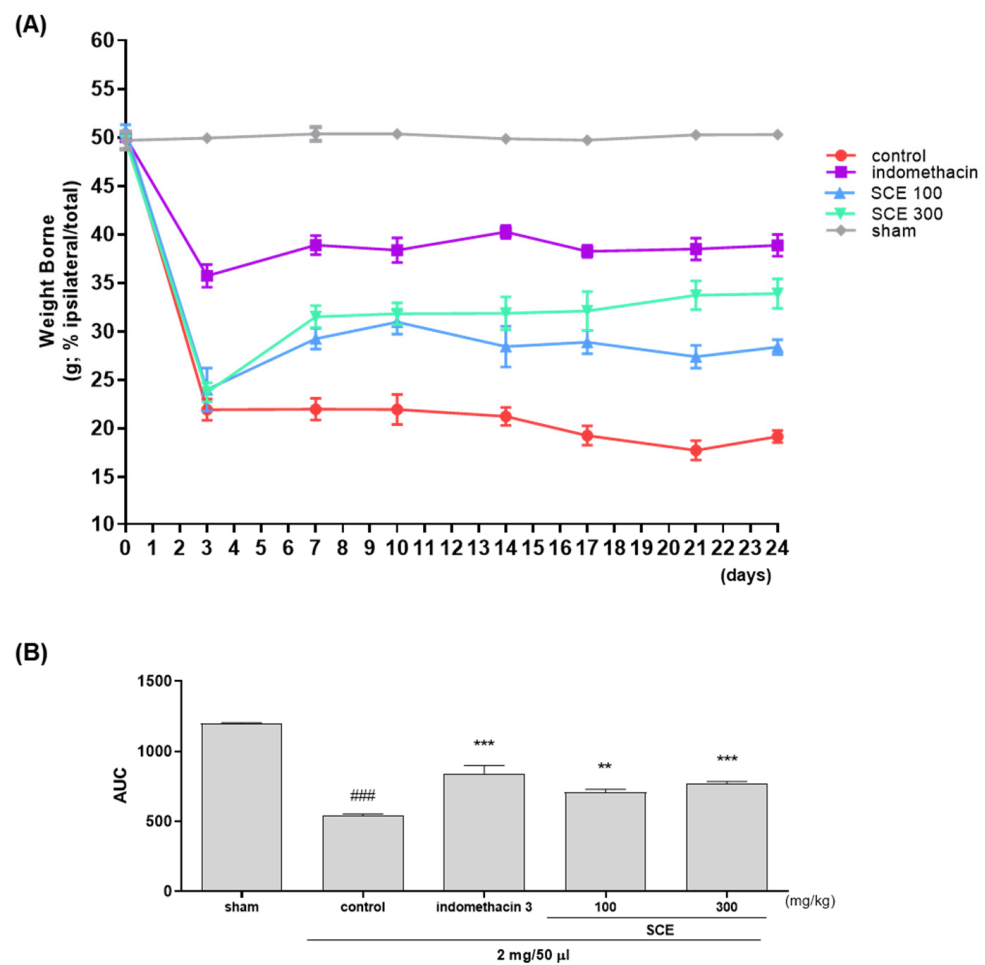 (A)
60
55
50
45
40
35
30
25
20
15
10
Weight Borne
(g; % ipsilateral/total)
0 1 2 3 4 5 6 7 8 9 10 11 12 13 14 15 16 17 18 19 20 21 22 23 24
(days)
control
indomethacin
SCE 100
SCE 300
sham
(B)
1500
1000
500
0
AUC
###
***
**
***
sham control indomethacin 3 100 300 (mg/kg)
SCE
2 mg/50 μl